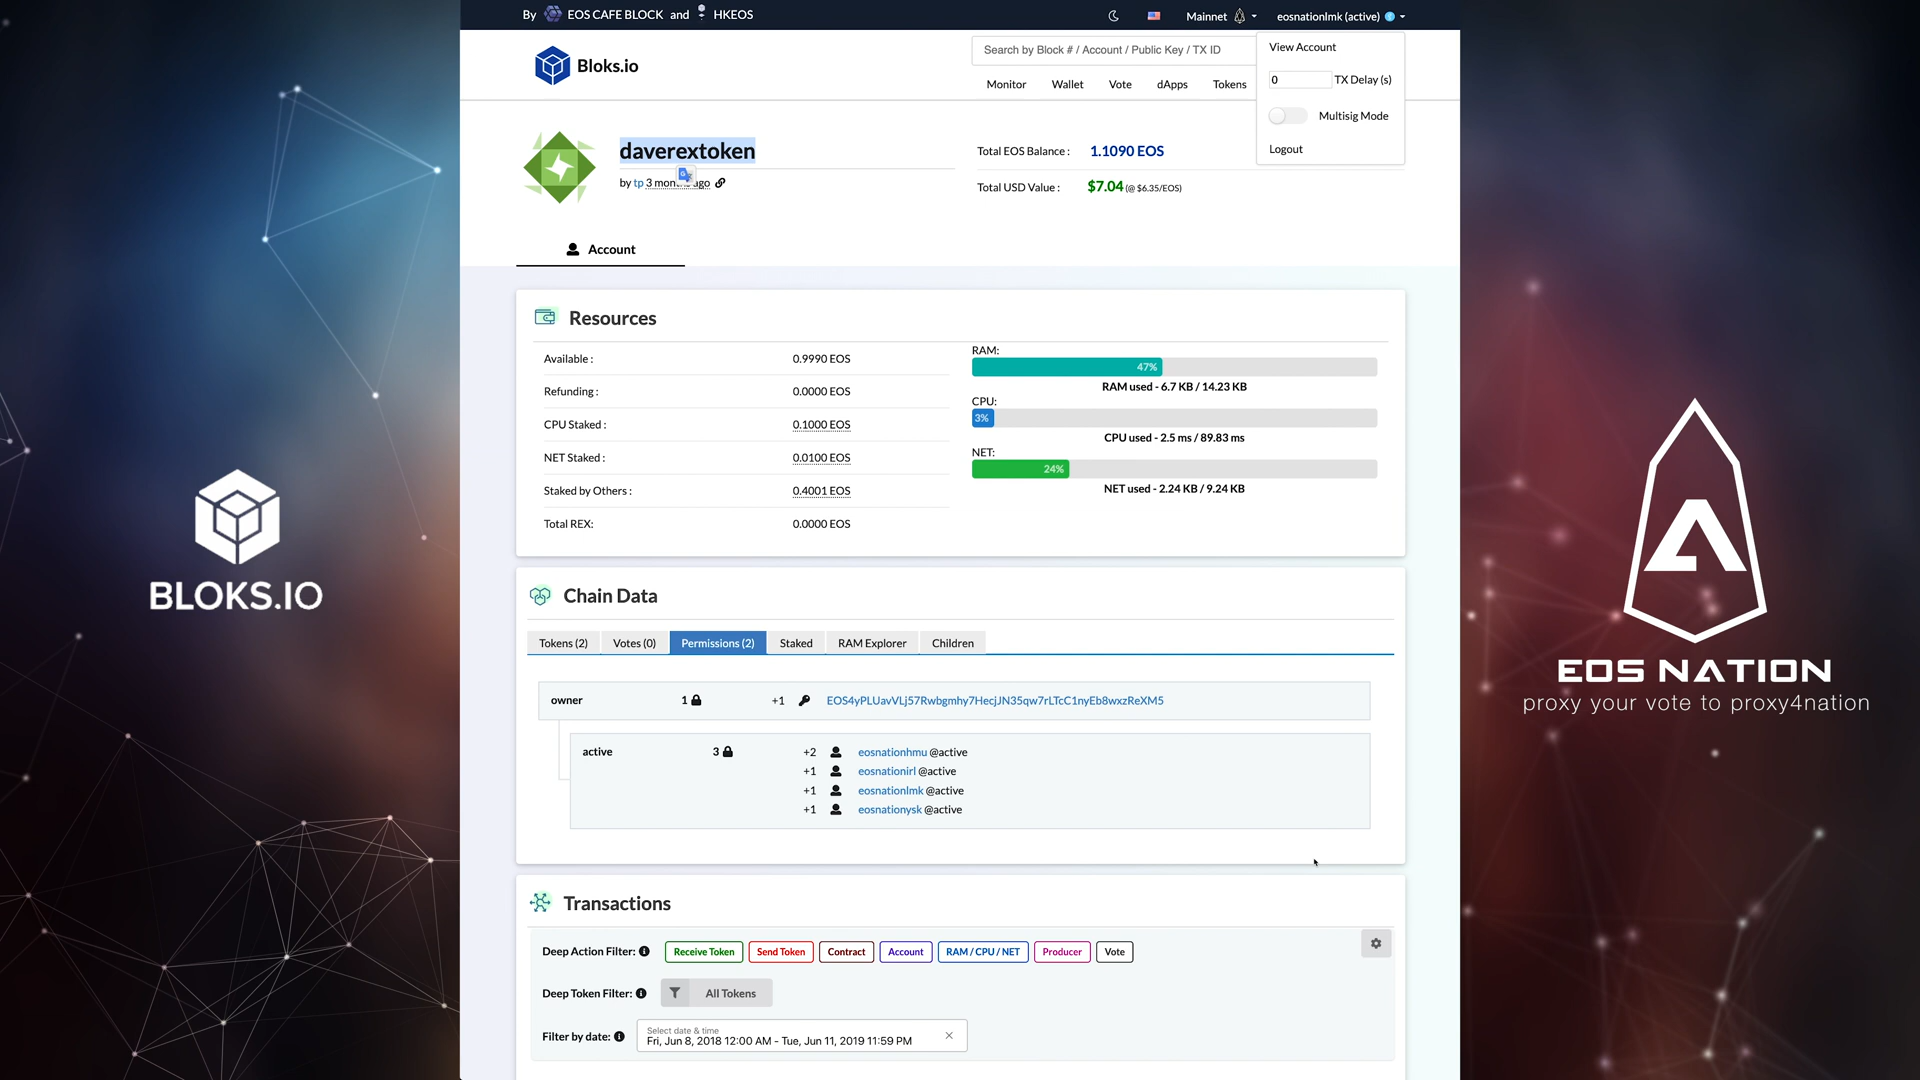 By EOS CAFE BLOCK and HKEOS
Mainnet
eosnationlmk (active)
Bloks.io
Search by Block # / Account / Public Key / TX ID
Monitor Wallet Vote dApps Tokens
View Account
0 TX Delay (s)
Multisig Mode
Logout
daverextoken
by tp 3 months ago
Total EOS Balance : 1.1090 EOS
Total USD Value : $7.04 (@ $6.35/EOS)
Account
Resources
Available : 0.9990 EOS
Refunding : 0.0000 EOS
CPU Staked : 0.1000 EOS
NET Staked : 0.0100 EOS
Staked by Others : 0.4001 EOS
Total REX: 0.0000 EOS
RAM:
47%
RAM used - 6.7 KB / 14.23 KB
CPU:
3%
CPU used - 2.5 ms / 89.83 ms
NET:
24%
NET used - 2.24 KB / 9.24 KB
Chain Data
Tokens (2) Votes (0) Permissions (2) Staked RAM Explorer Children
owner 1 +1 EOS4yPLUavVLj57Rwbgmhy7HecjJN35qw7rLTcC1nyEb8wxzReXM5
active 3 +2 eosnationhmu @active
+1 eosnationirl @active
+1 eosnationlmk @active
+1 eosnationysk @active
Transactions
Deep Action Filter: Receive Token Send Token Contract Account RAM / CPU / NET Producer Vote
Deep Token Filter: All Tokens
Filter by date: Select date & time
Fri, Jun 8, 2018 12:00 AM - Tue, Jun 11, 2019 11:59 PM
BLOKS.IO
EOS NATION
proxy your vote to proxy4nation